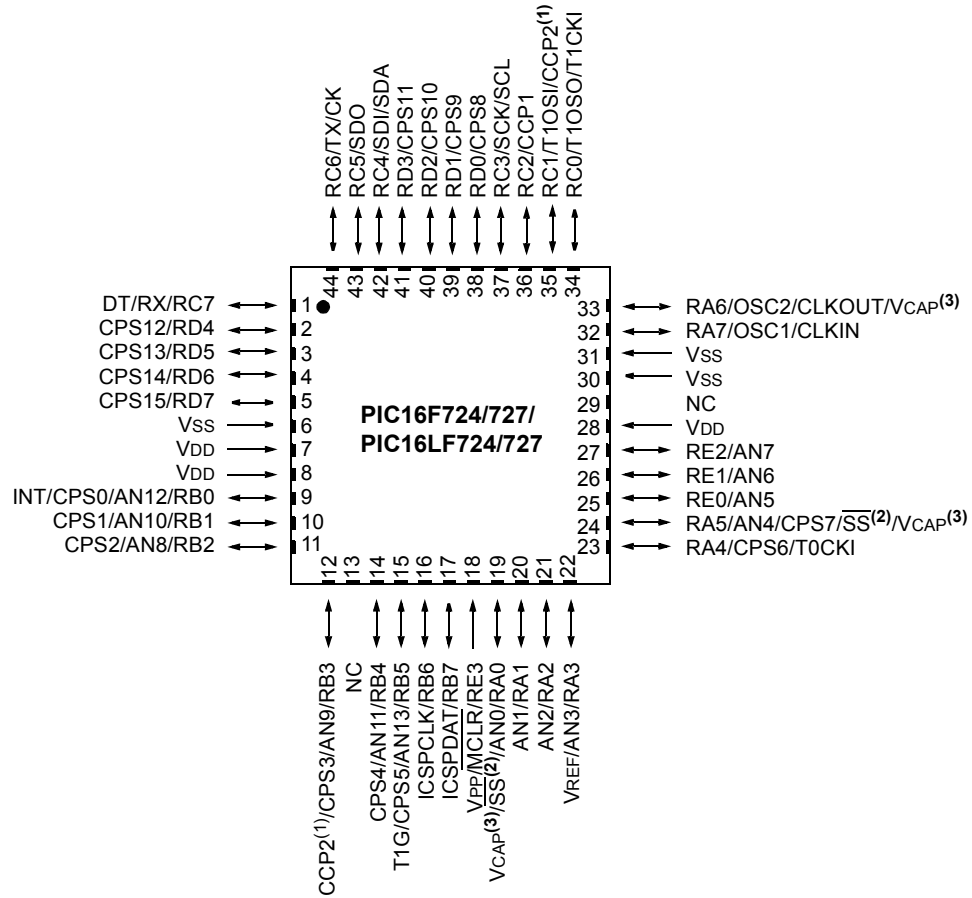 RC6/TX/CK
RC5/SDO
RC4/SDI/SDA
RD3/CPS11
RD2/CPS10
RD1/CPS9
RD0/CPS8
RC3/SCK/SCL
RC2/CCP1
RC1/T1OSI/CCP2(1)
RC0/T1OSO/T1CKI
44
43
42
41
40
39
38
37
36
35
34
DT/RX/RC7 1
CPS12/RD4 2
CPS13/RD5 3
CPS14/RD6 4
CPS15/RD7 5
VSS 6
VDD 7
VDD 8
INT/CPS0/AN12/RB0 9
CPS1/AN10/RB1 10
CPS2/AN8/RB2 11
PIC16F724/727/
PIC16LF724/727
33 RA6/OSC2/CLKOUT/VCAP(3)
32 RA7/OSC1/CLKIN
31 VSS
30 VSS
29 NC
28 VDD
27 RE2/AN7
26 RE1/AN6
25 RE0/AN5
24 RA5/AN4/CPS7/SS(2)/VCAP(3)
23 RA4/CPS6/T0CKI
12
13
14
15
16
17
18
19
20
21
22
CCP2(1)/CPS3/AN9/RB3
NC
CPS4/AN11/RB4
T1G/CPS5/AN13/RB5
ICSPCLK/RB6
ICSPDAT/RB7
VPP/MCLR/RE3
VCAP(3)/SS(2)/AN0/RA0
AN1/RA1
AN2/RA2
VREF/AN3/RA3